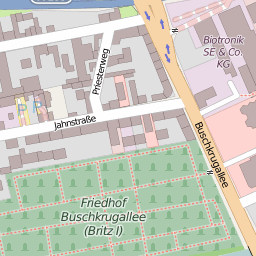 Priesterweg
Biotronik
SE & Co.
KG
Jahnstraße
Buschkrugallee
Friedhof
Buschkrugallee
(Britz I)